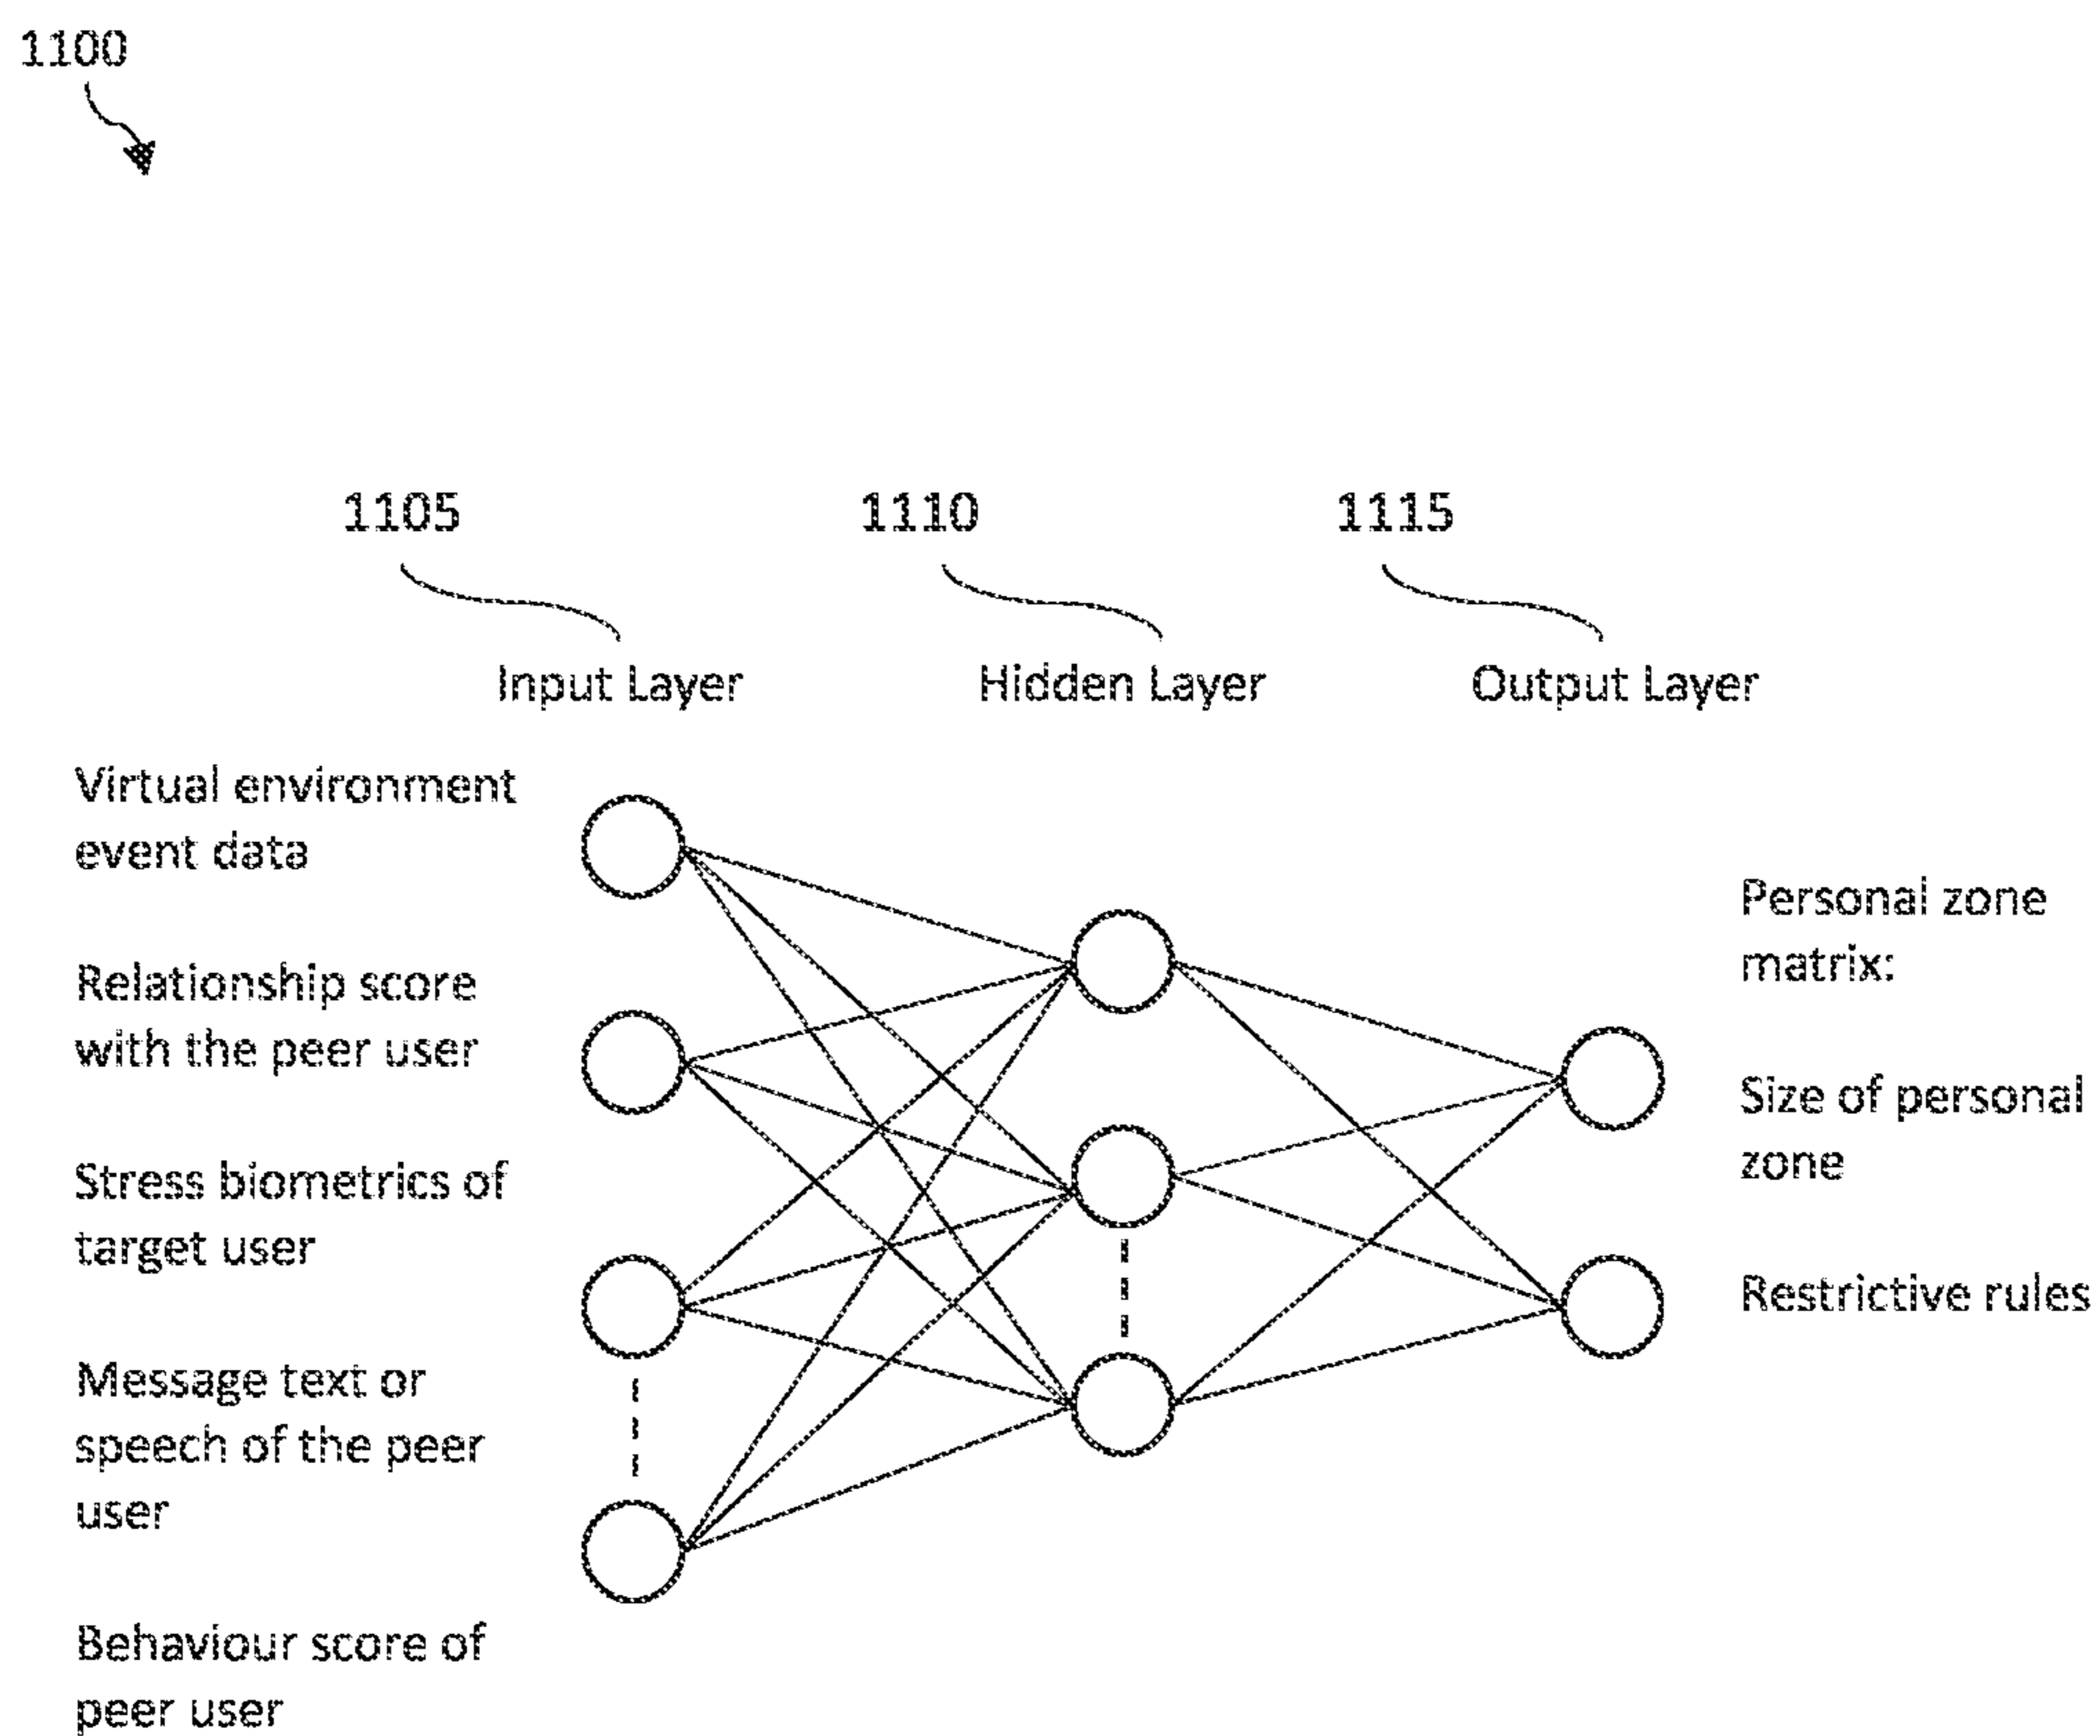 1100
1105
1110
1115
Input Layer
Hidden Layer
Output Layer
Virtual environment
event data
Relationship score
with the peer user
Stress biometrics of
target user
Message text or
speech of the peer
user
Behaviour score of
peer user
Personal zone
matrix:
Size of personal
zone
Restrictive rules